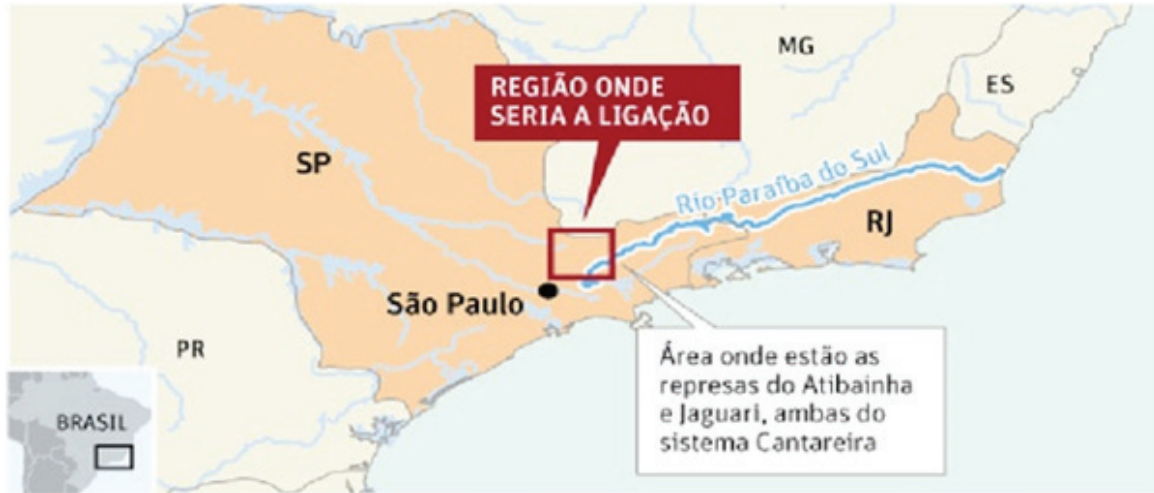 MG
ES
REGIÃO ONDE
SERIA A LIGAÇÃO
SP
Rio Paraíba do Sul
RJ
São Paulo
PR
Área onde estão as
represas do Atibainha
e Jaguari, ambas do
sistema Cantareira
BRASIL